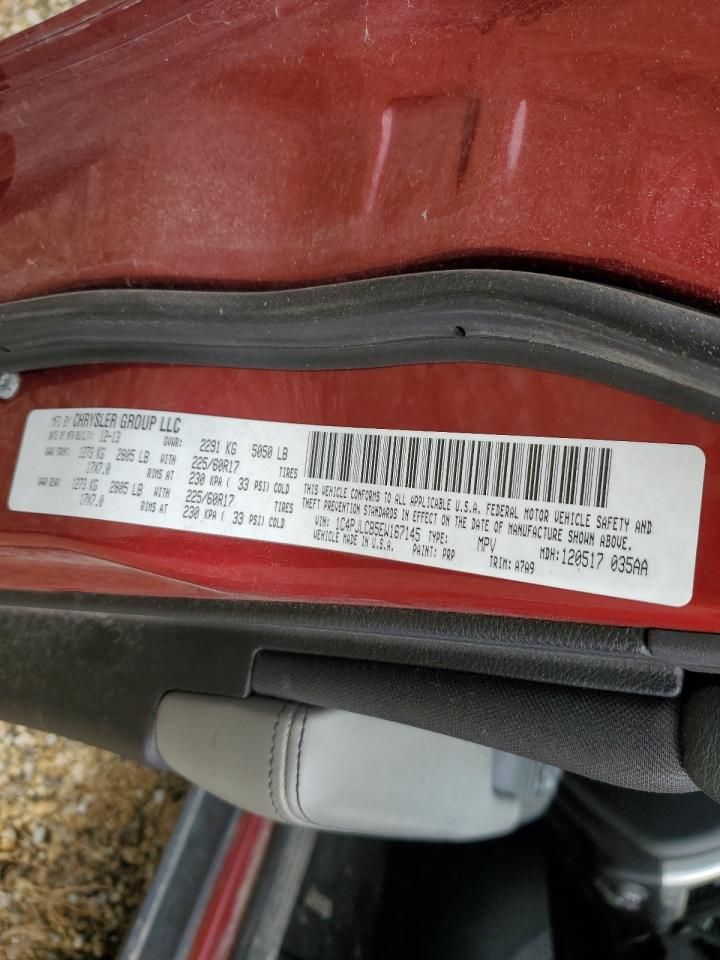 MFD BY CHRYSLER GROUP LLC
DATE OF MFR(BUILT): 12-13 GVWR: 2291 KG 5050 LB
GAWR FRONT: 1273 KG 2805 LB WITH 225/60R17 TIRES
17X7.0 RIMS AT 230 KPA ( 33 PSI) COLD
GAWR REAR: 1273 KG 2805 LB WITH 225/60R17 TIRES
17X7.0 RIMS AT 230 KPA ( 33 PSI) COLD
THIS VEHICLE CONFORMS TO ALL APPLICABLE U.S.A. FEDERAL MOTOR VEHICLE SAFETY AND
THEFT PREVENTION STANDARDS IN EFFECT ON THE DATE OF MANUFACTURE SHOWN ABOVE.
VIN: 1C4PJLCB5EW167145 TYPE: MPV MDH: 120517 035AA
VEHICLE MADE IN U.S.A. PAINT: PRP TRIM: A7A9